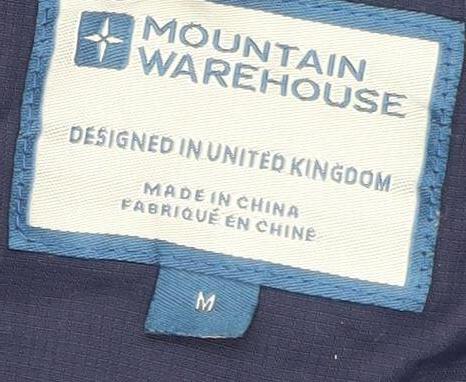 MOUNTAIN
WAREHOUSE
DESIGNED IN UNITED KINGDOM
MADE IN CHINA
FABRIQUÉ EN CHINE
M